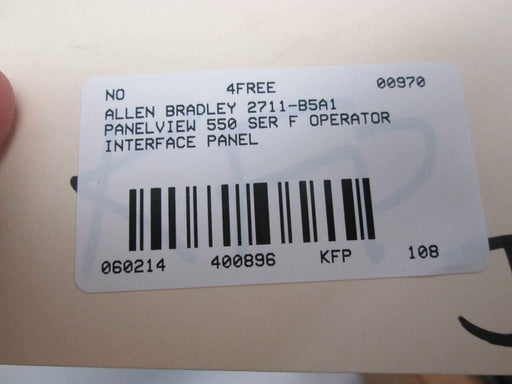 NO 4FREE 00970
ALLEN BRADLEY 2711-B5A1
PANELVIEW 550 SER F OPERATOR
INTERFACE PANEL
060214 400896 KFP 108